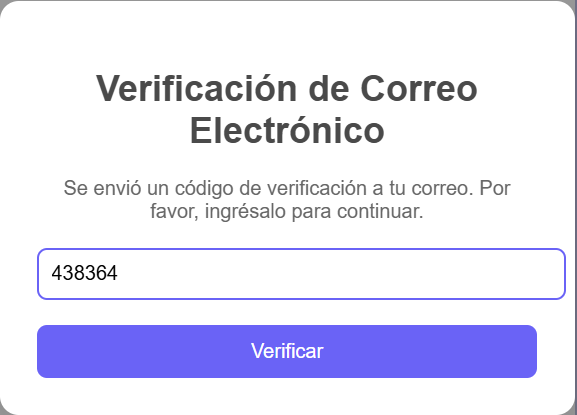 Verificación de Correo
Electrónico
Se envió un código de verificación a tu correo. Por
favor, ingrésalo para continuar.
438364
Verificar